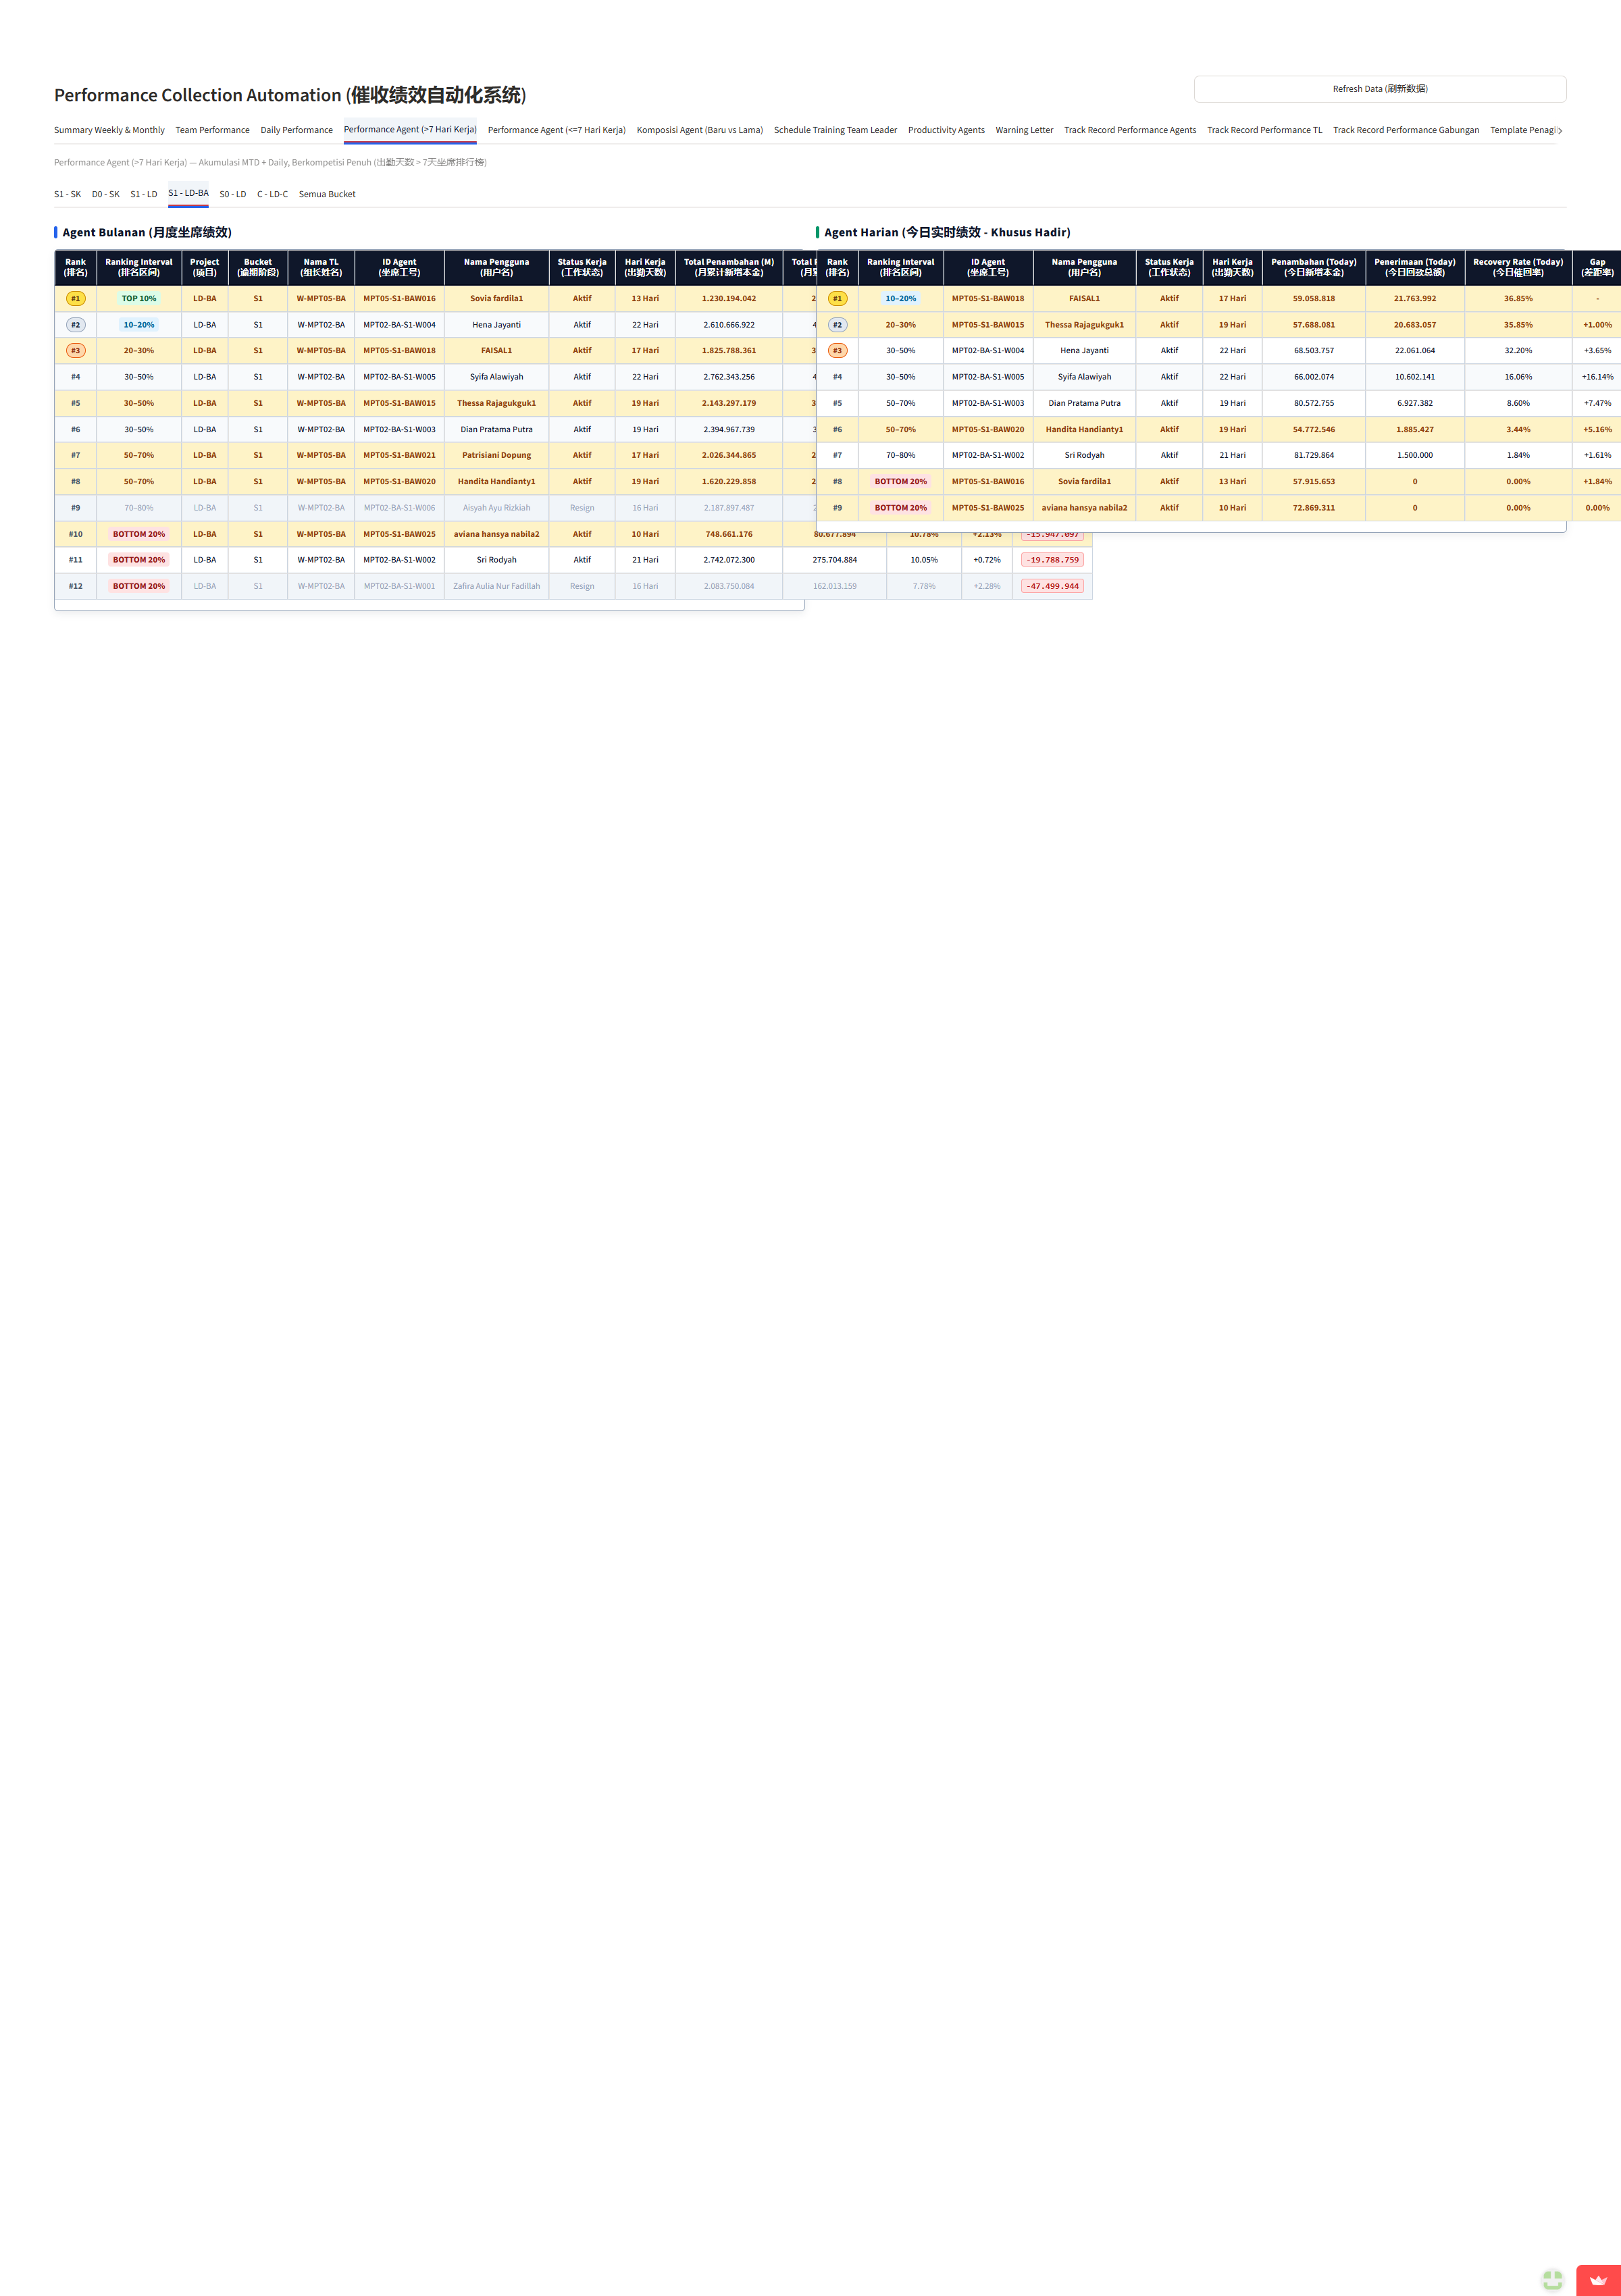 Performance Collection Automation (催收绩效自动化系统)
Refresh Data (刷新数据)
Summary Weekly & Monthly Team Performance Daily Performance Performance Agent (>7 Hari Kerja) Performance Agent (<=7 Hari Kerja) Komposisi Agent (Baru vs Lama) Schedule Training Team Leader Productivity Agents Warning Letter Track Record Performance Agents Track Record Performance TL Track Record Performance Gabungan Template Penagi
Performance Agent (>7 Hari Kerja) — Akumulasi MTD + Daily, Berkompetisi Penuh (出勤天数 > 7天坐席排行榜)
S1 - SK D0 - SK S1 - LD S1 - LD-BA S0 - LD C - LD-C Semua Bucket
Agent Bulanan (月度坐席绩效)
Rank Ranking Interval Project Bucket Nama TL ID Agent Nama Pengguna Status Kerja Hari Kerja Total Penambahan (M) Total
(排名) (排名区间) (项目) (逾期阶段) (组长姓名) (坐席工号) (用户名) (工作状态) (出勤天数) (月累计新增本金)
#1 TOP 10% LD-BA S1 W-MPT05-BA MPT05-S1-BAW016 Sovia fardila1 Aktif 13 Hari 1.230.194.042 2
#2 10–20% LD-BA S1 W-MPT02-BA MPT02-BA-S1-W004 Hena Jayanti Aktif 22 Hari 2.610.666.922 4
#3 20–30% LD-BA S1 W-MPT05-BA MPT05-S1-BAW018 FAISAL1 Aktif 17 Hari 1.825.788.361 3
#4 30–50% LD-BA S1 W-MPT02-BA MPT02-BA-S1-W005 Syifa Alawiyah Aktif 22 Hari 2.762.343.256 4
#5 30–50% LD-BA S1 W-MPT05-BA MPT05-S1-BAW015 Thessa Rajagukguk1 Aktif 19 Hari 2.143.297.179 3
#6 30–50% LD-BA S1 W-MPT02-BA MPT02-BA-S1-W003 Dian Pratama Putra Aktif 19 Hari 2.394.967.739 3
#7 50–70% LD-BA S1 W-MPT05-BA MPT05-S1-BAW021 Patrisiani Dopung Aktif 17 Hari 2.026.344.865 2
#8 50–70% LD-BA S1 W-MPT05-BA MPT05-S1-BAW020 Handita Handianty1 Aktif 19 Hari 1.620.229.858 2
#9 70–80% LD-BA S1 W-MPT02-BA MPT02-BA-S1-W006 Aisyah Ayu Rizkiah Resign 16 Hari 2.187.897.487 2
#10 BOTTOM 20% LD-BA S1 W-MPT05-BA MPT05-S1-BAW025 aviana hansya nabila2 Aktif 10 Hari 748.661.176 80.677.894 10.78% +2.13% -15.947.097
#11 BOTTOM 20% LD-BA S1 W-MPT02-BA MPT02-BA-S1-W002 Sri Rodyah Aktif 21 Hari 2.742.072.300 275.704.884 10.05% +0.72% -19.788.759
#12 BOTTOM 20% LD-BA S1 W-MPT02-BA MPT02-BA-S1-W001 Zafira Aulia Nur Fadillah Resign 16 Hari 2.083.750.084 162.013.159 7.78% +2.28% -47.499.944
Agent Harian (今日实时绩效 - Khusus Hadir)
Rank Ranking Interval ID Agent Nama Pengguna Status Kerja Hari Kerja Penambahan (Today) Penerimaan (Today) Recovery Rate (Today) Gap
(排名) (排名区间) (坐席工号) (用户名) (工作状态) (出勤天数) (今日新增本金) (今日回款总额) (今日催回率) (差距率)
#1 10–20% MPT05-S1-BAW018 FAISAL1 Aktif 17 Hari 59.058.818 21.763.992 36.85% -
#2 20–30% MPT05-S1-BAW015 Thessa Rajagukguk1 Aktif 19 Hari 57.688.081 20.683.057 35.85% +1.00%
#3 30–50% MPT02-BA-S1-W004 Hena Jayanti Aktif 22 Hari 68.503.757 22.061.064 32.20% +3.65%
#4 30–50% MPT02-BA-S1-W005 Syifa Alawiyah Aktif 22 Hari 66.002.074 10.602.141 16.06% +16.14%
#5 50–70% MPT02-BA-S1-W003 Dian Pratama Putra Aktif 19 Hari 80.572.755 6.927.382 8.60% +7.47%
#6 50–70% MPT05-S1-BAW020 Handita Handianty1 Aktif 19 Hari 54.772.546 1.885.427 3.44% +5.16%
#7 70–80% MPT02-BA-S1-W002 Sri Rodyah Aktif 21 Hari 81.729.864 1.500.000 1.84% +1.61%
#8 BOTTOM 20% MPT05-S1-BAW016 Sovia fardila1 Aktif 13 Hari 57.915.653 0 0.00% +1.84%
#9 BOTTOM 20% MPT05-S1-BAW025 aviana hansya nabila2 Aktif 10 Hari 72.869.311 0 0.00% 0.00%